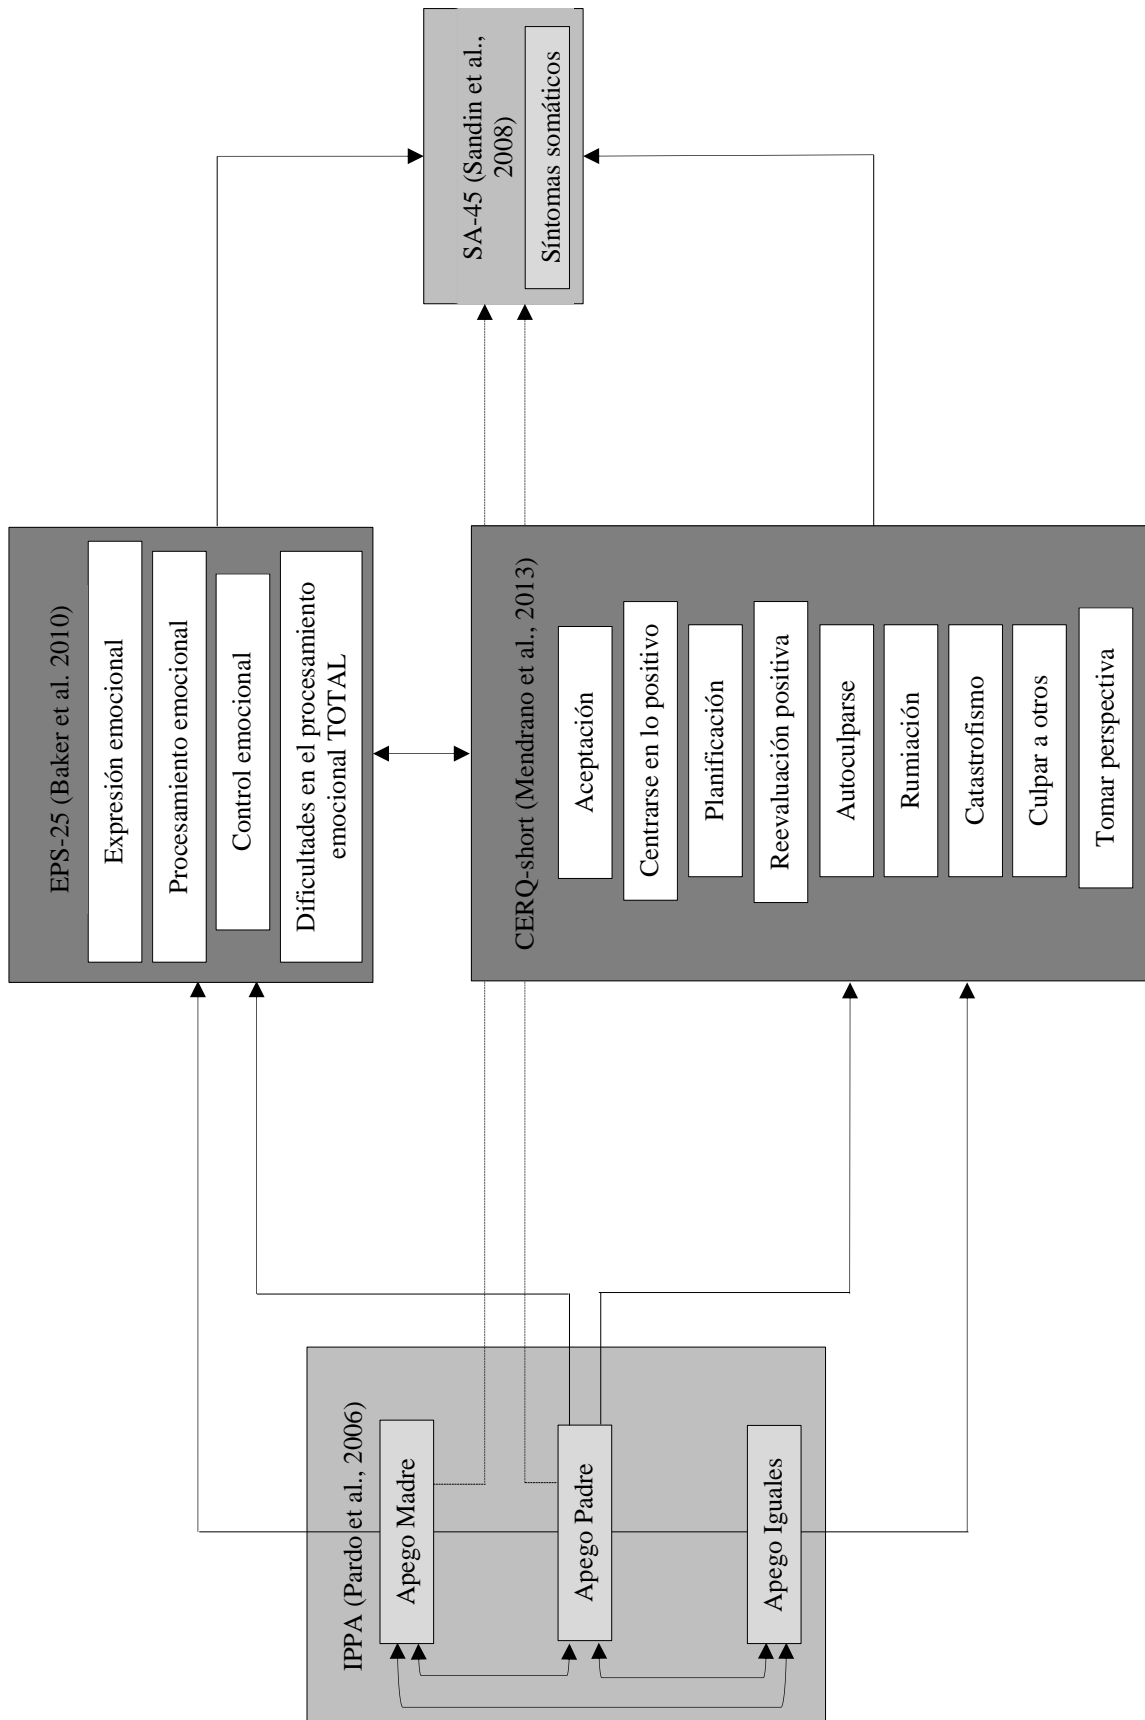 IPPA (Pardo et al., 2006)
Apego Madre
Apego Padre
Apego Iguales
EPS-25 (Baker et al. 2010)
Expresión emocional
Procesamiento emocional
Control emocional
Dificultades en el procesamiento
emocional TOTAL
CERQ-short (Mendrano et al., 2013)
Aceptación
Centrarse en lo positivo
Planificación
Reevaluación positiva
Autoculparse
Rumiación
Catastrofismo
Culpar a otros
Tomar perspectiva
SA-45 (Sandin et al.,
2008)
Síntomas somáticos